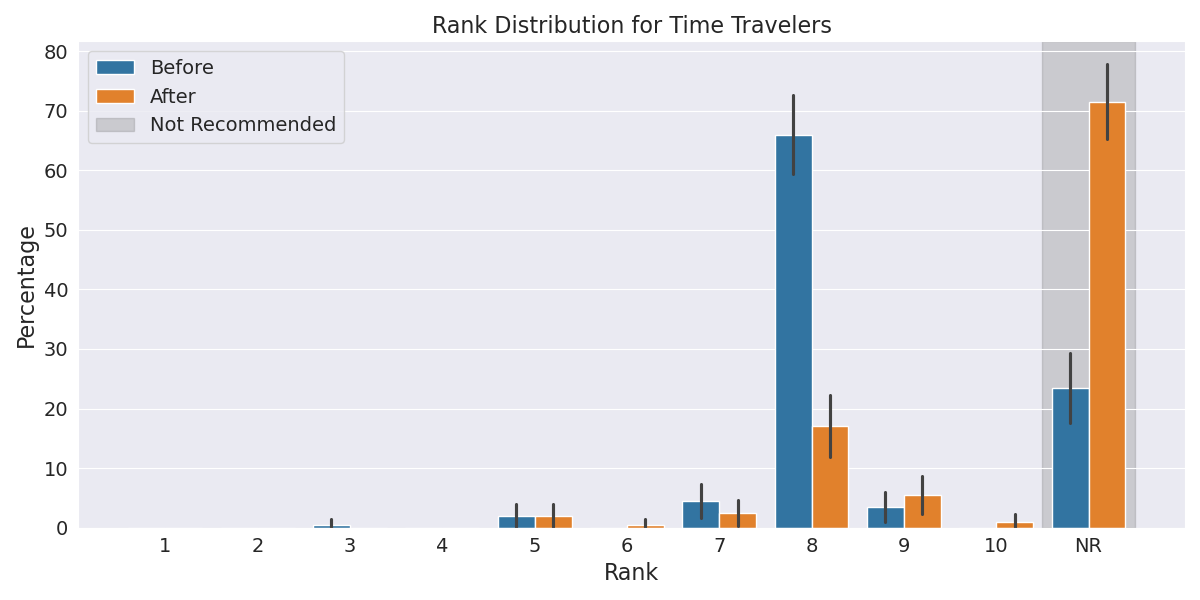 Rank Distribution for Time Travelers
Before
After
Not Recommended
80
70
60
50
40
30
20
10
0
Percentage
1 2 3 4 5 6 7 8 9 10 NR
Rank